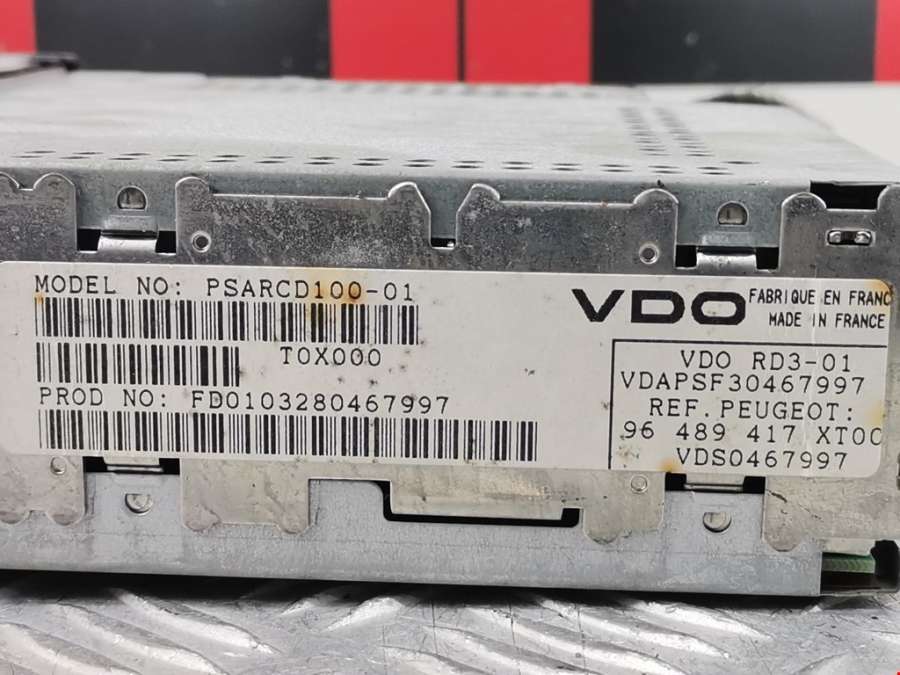 MODEL NO: PSARCD100-01
T0X000
PROD NO: FD0103280467997
VDO
FABRIQUE EN FRANC
MADE IN FRANCE
VDO RD3-01
VDAPSF30467997
REF. PEUGEOT:
96 489 417 XT0C
VDS0467997